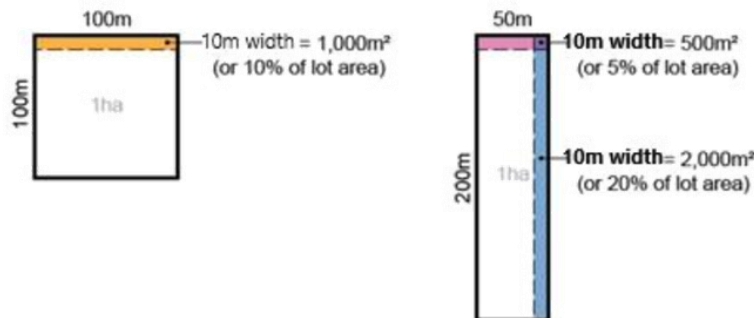 100m
10m width = 1,000m²
(or 10% of lot area)
100m
1ha
50m
10m width = 500m²
(or 5% of lot area)
10m width = 2,000m²
(or 20% of lot area)
200m
1ha